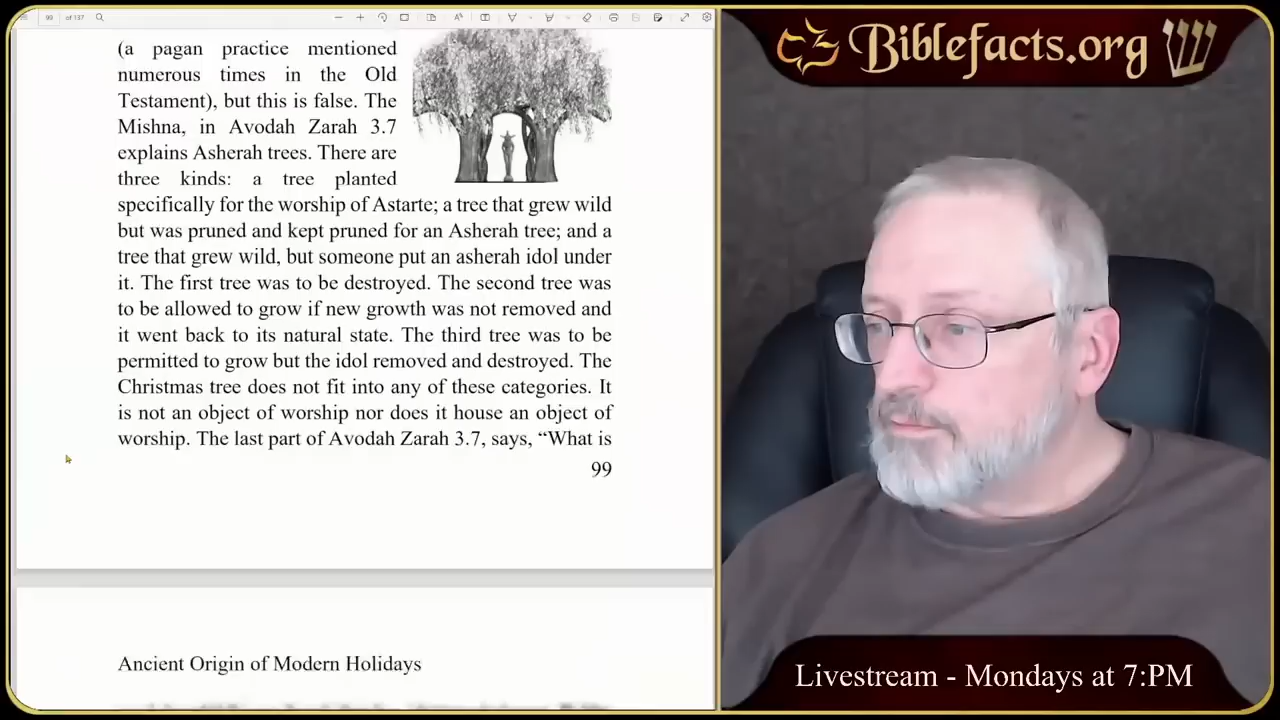 99 of 137
(a pagan practice mentioned
numerous times in the Old
Testament), but this is false. The
Mishna, in Avodah Zarah 3.7
explains Asherah trees. There are
three kinds: a tree planted
specifically for the worship of Astarte; a tree that grew wild
but was pruned and kept pruned for an Asherah tree; and a
tree that grew wild, but someone put an asherah idol under
it. The first tree was to be destroyed. The second tree was
to be allowed to grow if new growth was not removed and
it went back to its natural state. The third tree was to be
permitted to grow but the idol removed and destroyed. The
Christmas tree does not fit into any of these categories. It
is not an object of worship nor does it house an object of
worship. The last part of Avodah Zarah 3.7, says, “What is
99
Ancient Origin of Modern Holidays
Biblefacts.org
Livestream - Mondays at 7:PM